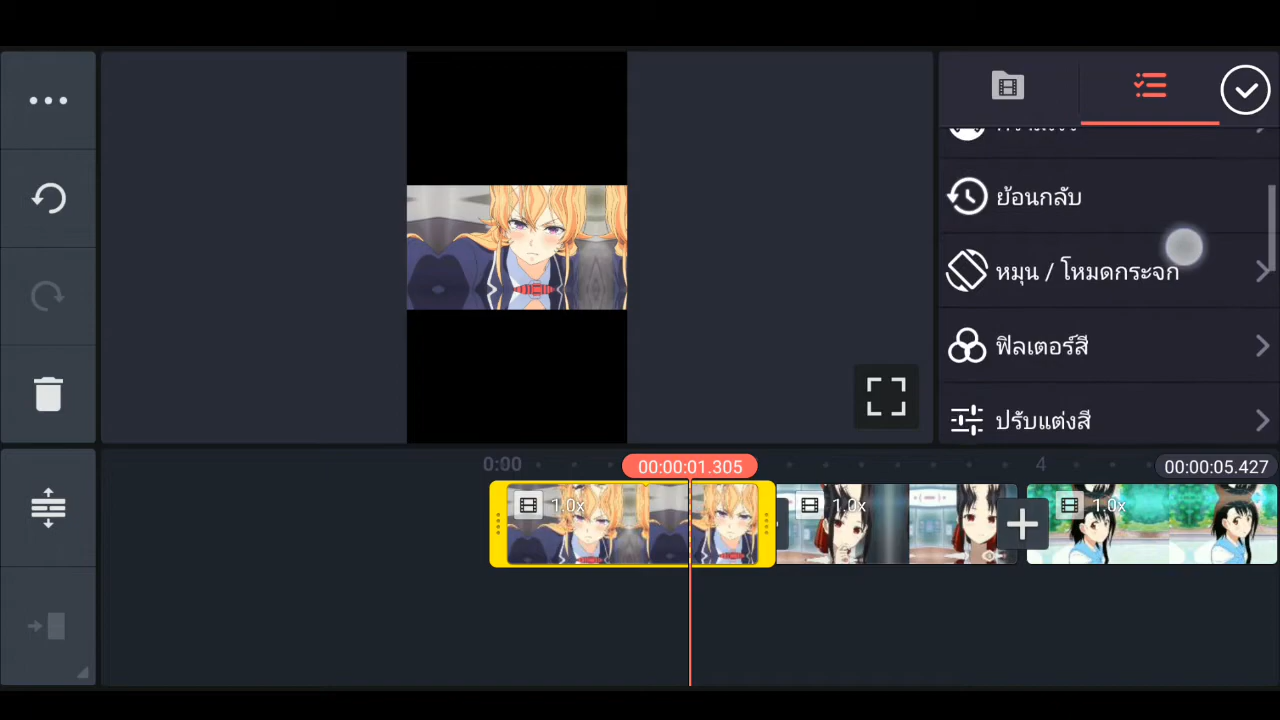 ย้อนกลับ
หมุน / โหมดกระจก
ฟิลเตอร์สี
ปรับแต่งสี
0:00
00:00:01.305
4
00:00:05.427
1.0x
1.0x
1.0x